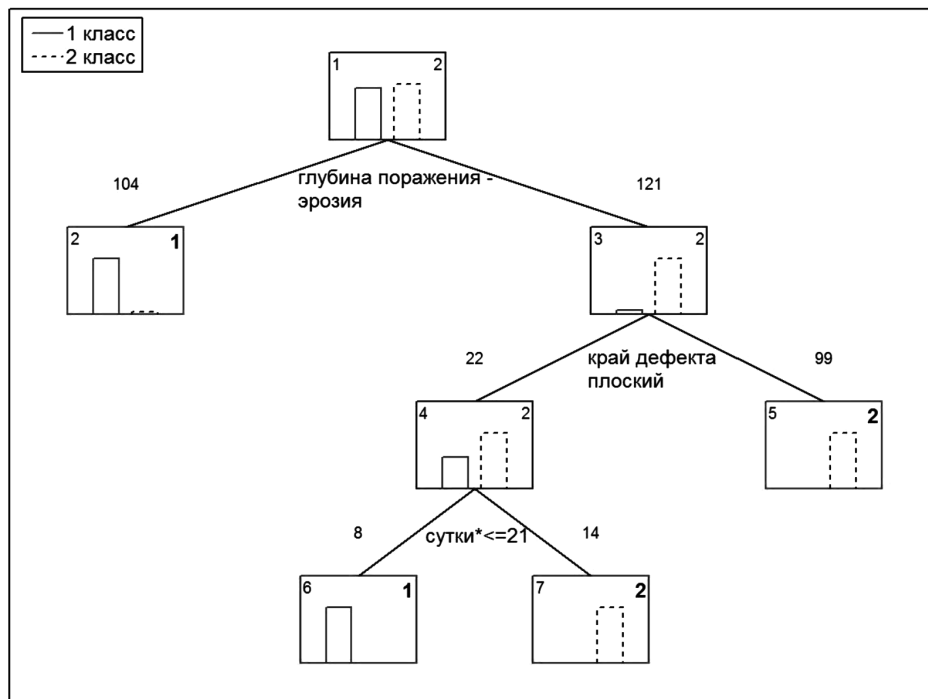 1 класс
2 класс
1 2
104
глубина поражения -
эрозия
121
2 1
3 2
22
край дефекта
плоский
99
4 2
5 2
8
сутки*<=21
14
6 1
7 2